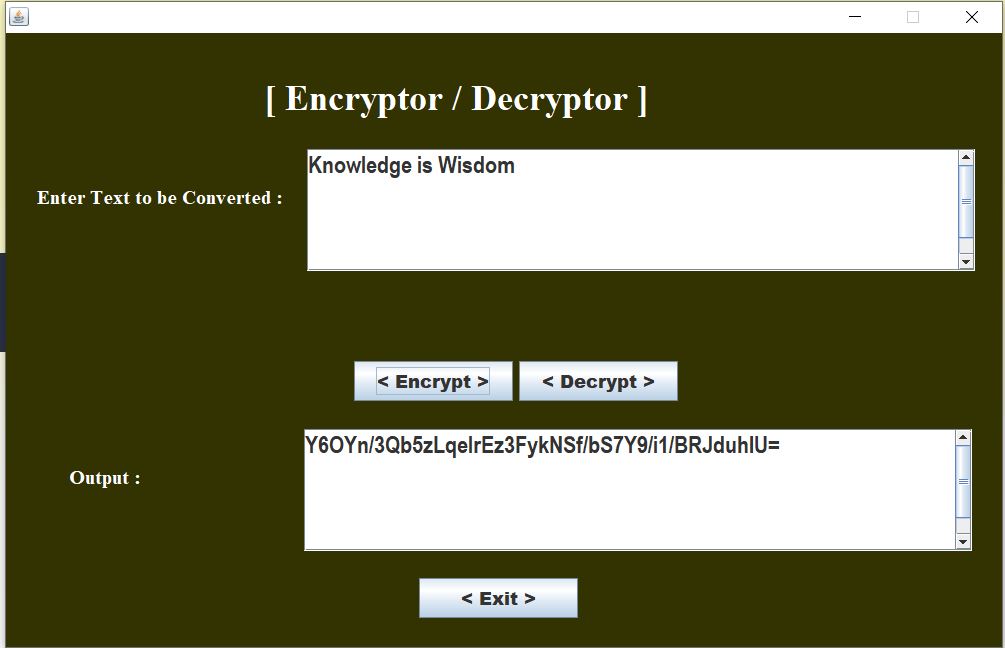 [ Encryptor / Decryptor ]
Enter Text to be Converted :
Knowledge is Wisdom
< Encrypt >
< Decrypt >
Output :
Y6OYn/3Qb5zLqelrEz3FykNSf/bS7Y9/i1/BRJduhlU=
< Exit >